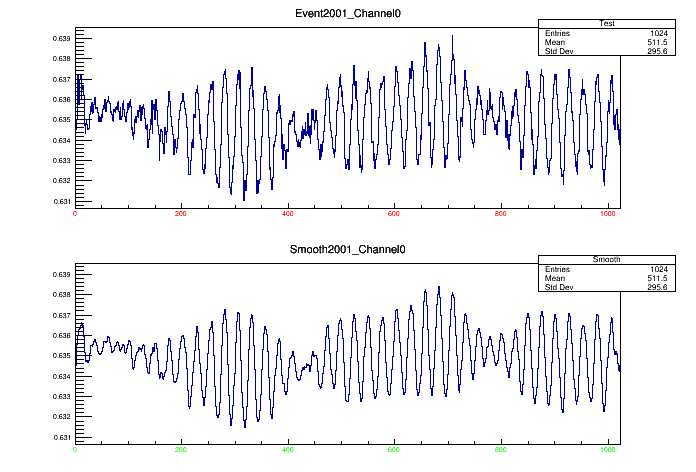 Event2001_Channel0
Test
Entries 1024
Mean 511.5
Std Dev 295.6
0.639
0.638
0.637
0.636
0.635
0.634
0.633
0.632
0.631
0 200 400 600 800 1000
Smooth2001_Channel0
Smooth
Entries 1024
Mean 511.5
Std Dev 295.6
0.639
0.638
0.637
0.636
0.635
0.634
0.633
0.632
0.631
0 200 400 600 800 1000